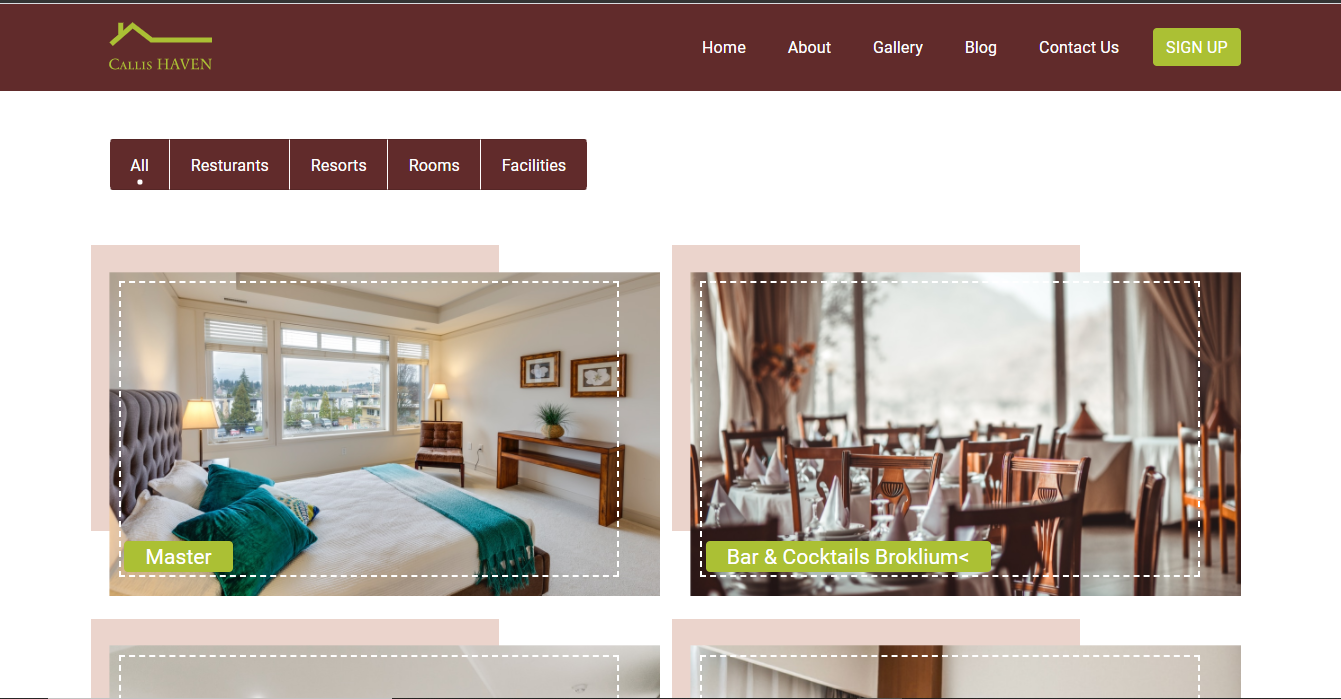 Callis HAVEN
Home About Gallery Blog Contact Us SIGN UP
All Resturants Resorts Rooms Facilities
Master
Bar & Cocktails Broklium<